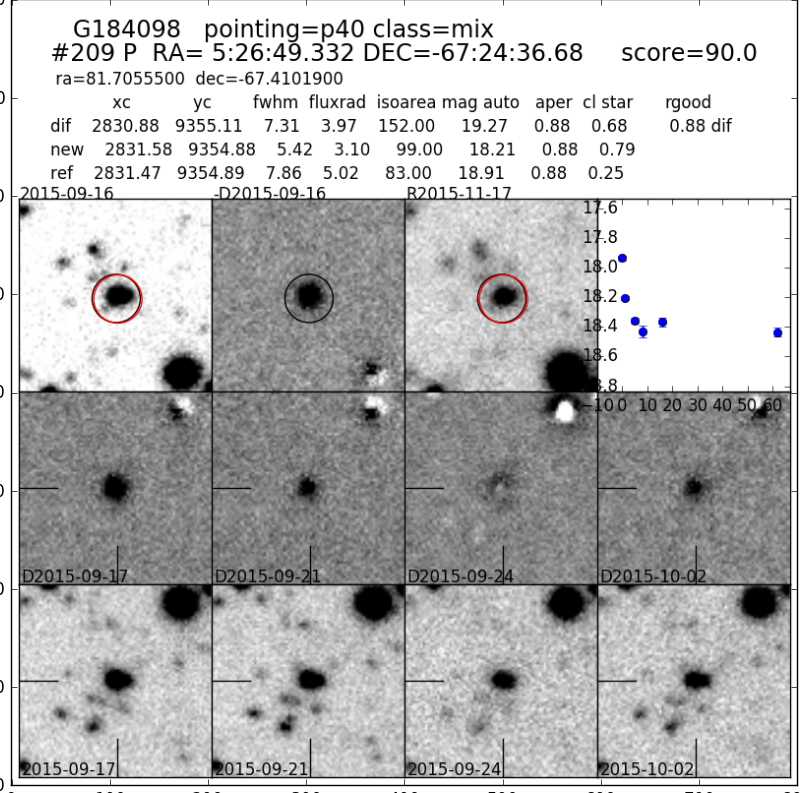 G184098 pointing=p40 class=mix
#209 P RA= 5:26:49.332 DEC=-67:24:36.68 score=90.0
ra=81.7055500 dec=-67.4101900
xc yc fwhm fluxrad isoarea mag auto aper cl star rgood
dif 2830.88 9355.11 7.31 3.97 152.00 19.27 0.88 0.68 0.88 dif
new 2831.58 9354.88 5.42 3.10 99.00 18.21 0.88 0.79
ref 2831.47 9354.89 7.86 5.02 83.00 18.91 0.88 0.25
2015-09-16 -D2015-09-16 R2015-11-17
17.6
17.8
18.0
18.2
18.4
18.6
8.8
−10 0 10 20 30 40 50 60
D2015-09-17 D2015-09-21 D2015-09-24 D2015-10-02
2015-09-17 2015-09-21 2015-09-24 2015-10-02